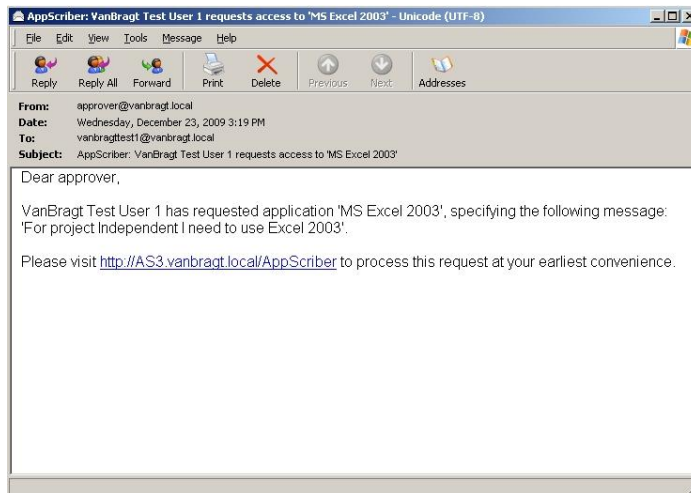 AppScriber: VanBragt Test User 1 requests access to 'MS Excel 2003' - Unicode (UTF-8)
File Edit View Tools Message Help
Reply Reply All Forward Print Delete Previous Next Addresses
From: approver@vanbragt.local
Date: Wednesday, December 23, 2009 3:19 PM
To: vanbragttest1@vanbragt.local
Subject: AppScriber: VanBragt Test User 1 requests access to 'MS Excel 2003'
Dear approver,
VanBragt Test User 1 has requested application 'MS Excel 2003', specifying the following message:
'For project Independent I need to use Excel 2003'.
Please visit http://AS3.vanbragt.local/AppScriber to process this request at your earliest convenience.